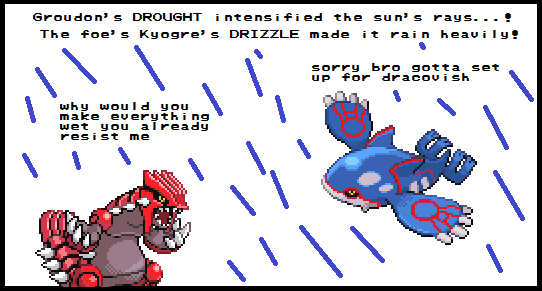 Groudon's DROUGHT intensified the sun's rays...!
The foe's Kyogre's DRIZZLE made it rain heavily!
sorry bro gotta set
up for dracovish
why would you
make everything
wet you already
resist me